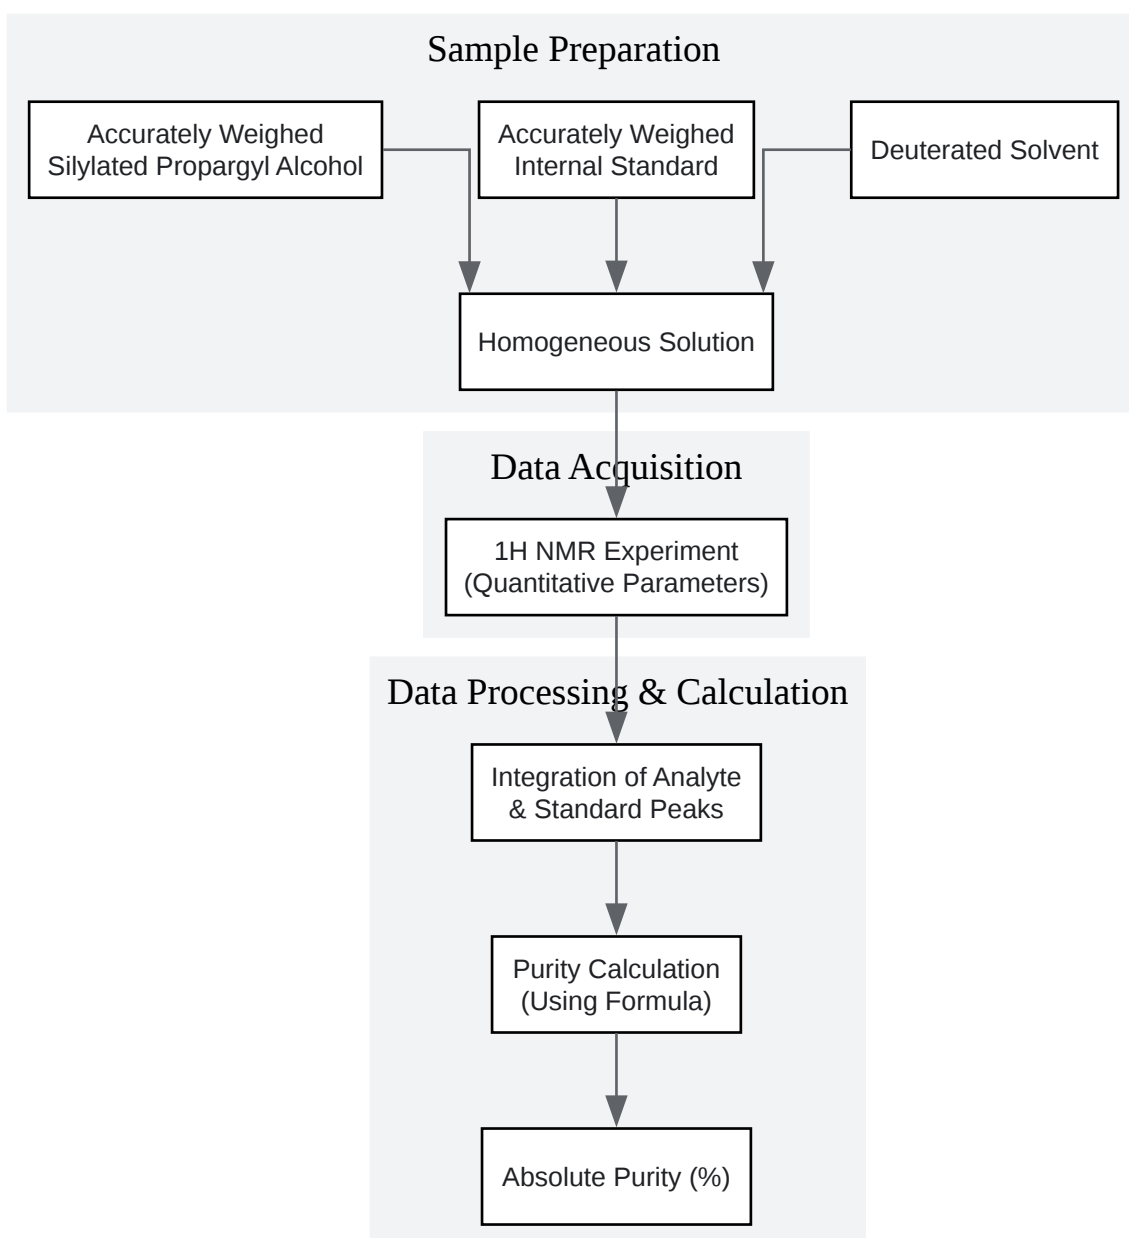 Sample Preparation
Accurately Weighed
Silylated Propargyl Alcohol
Accurately Weighed
Internal Standard
Deuterated Solvent
Homogeneous Solution
Data Acquisition
1H NMR Experiment
(Quantitative Parameters)
Data Processing & Calculation
Integration of Analyte
& Standard Peaks
Purity Calculation
(Using Formula)
Absolute Purity (%)